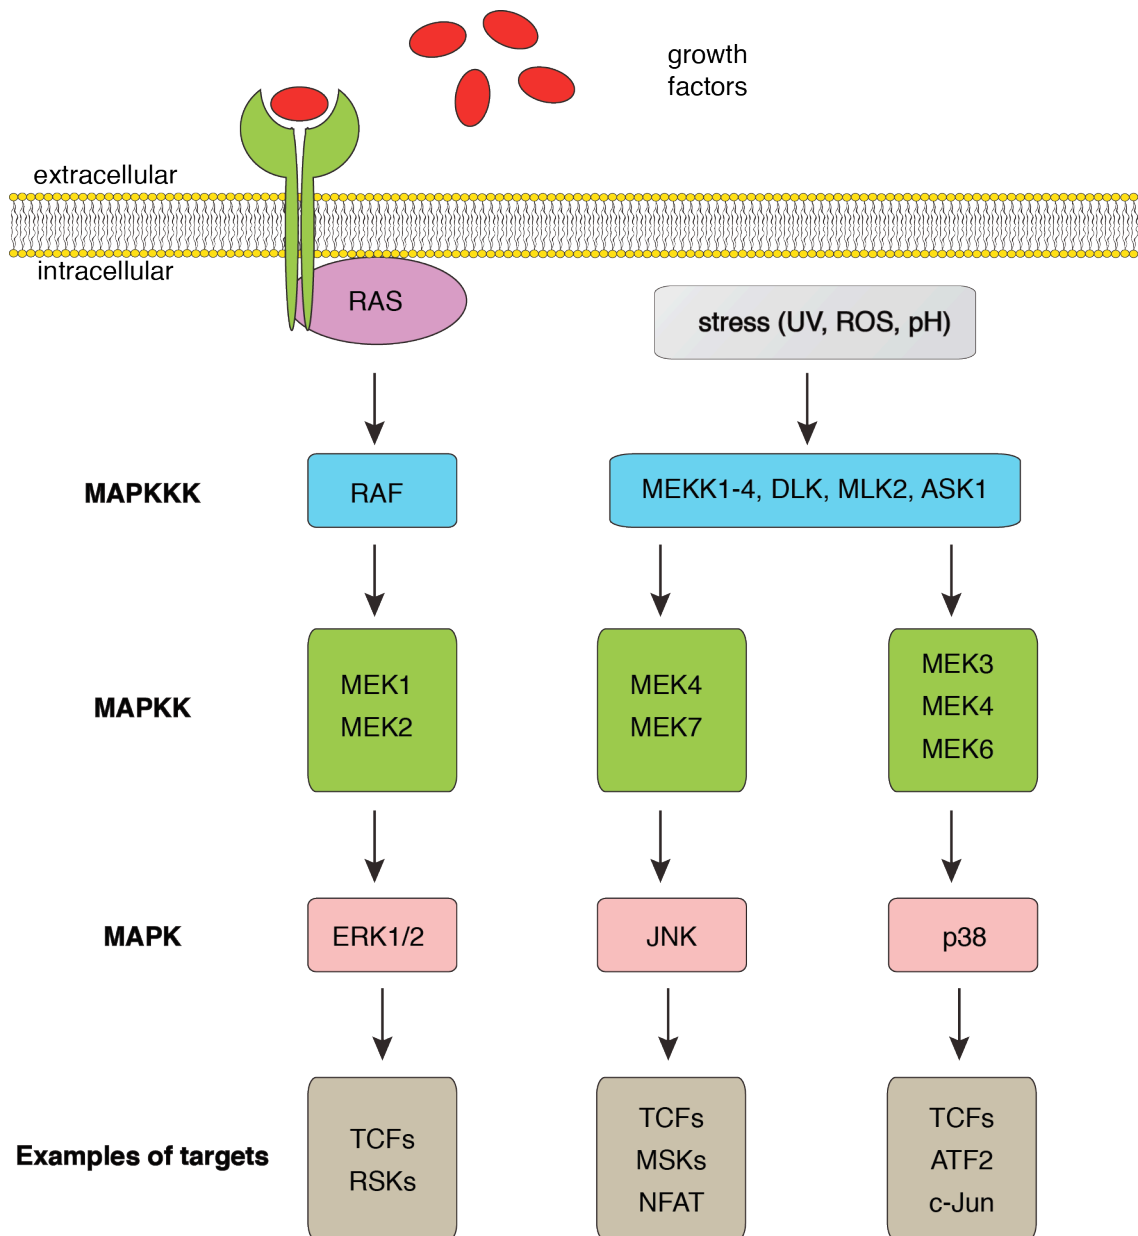 growth
factors
extracellular
intracellular
RAS
stress (UV, ROS, pH)
MAPKKK
RAF
MEKK1-4, DLK, MLK2, ASK1
MAPKK
MEK1
MEK2
MEK4
MEK7
MEK3
MEK4
MEK6
MAPK
ERK1/2
JNK
p38
Examples of targets
TCFs
RSKs
TCFs
MSKs
NFAT
TCFs
ATF2
c-Jun